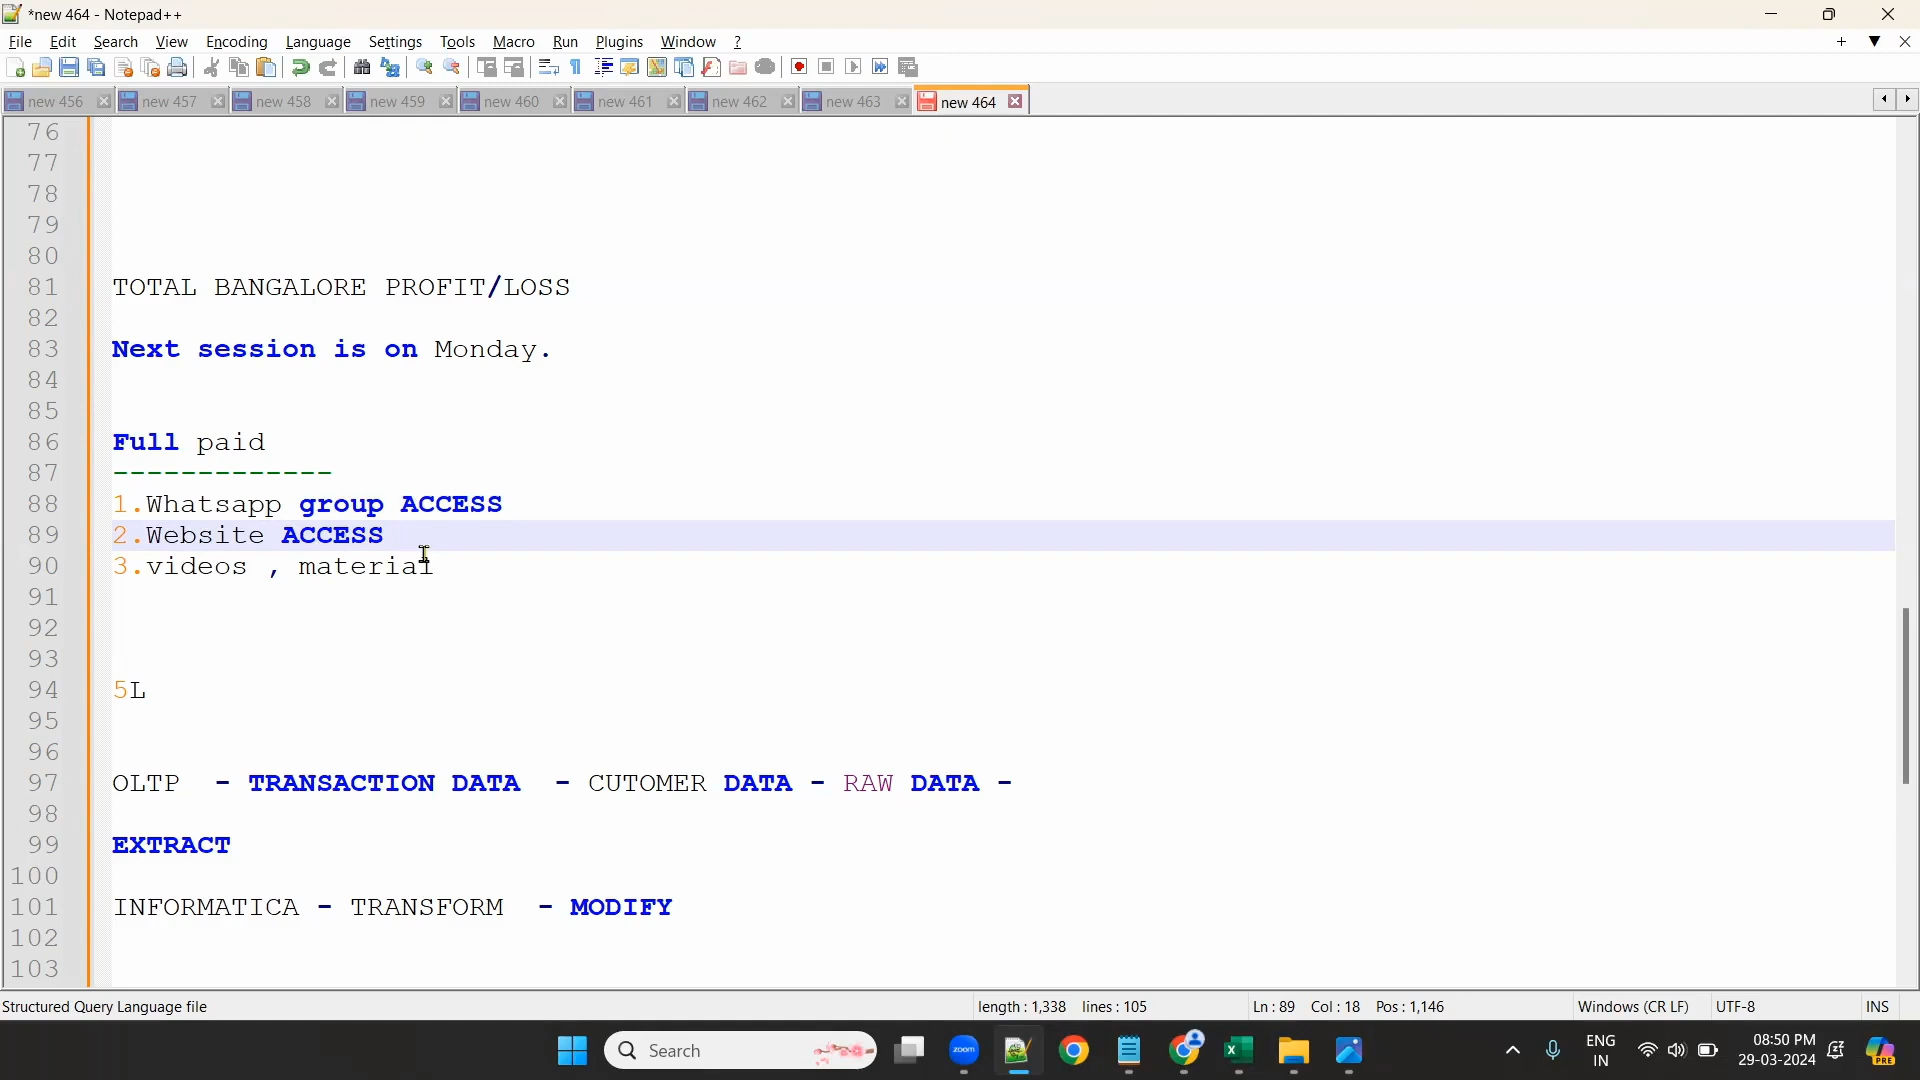 *new 464 - Notepad++
File Edit Search View Encoding Language Settings Tools Macro Run Plugins Window ?
new 456 new 457 new 458 new 459 new 460 new 461 new 462 new 463 new 464
76
77
78
79
80
81 TOTAL BANGALORE PROFIT/LOSS
82
83 Next session is on Monday.
84
85
86 Full paid
87 -------------
88 1.Whatsapp group ACCESS
89 2.Website ACCESS
90 3.videos , material
91
92
93
94 5L
95
96
97 OLTP - TRANSACTION DATA - CUTOMER DATA - RAW DATA -
98
99 EXTRACT
100
101 INFORMATICA - TRANSFORM - MODIFY
102
103
Structured Query Language file length : 1,338 lines : 105 Ln : 89 Col : 18 Pos : 1,146 Windows (CR LF) UTF-8 INS
Search zoom ENG IN 08:50 PM 29-03-2024 PRE